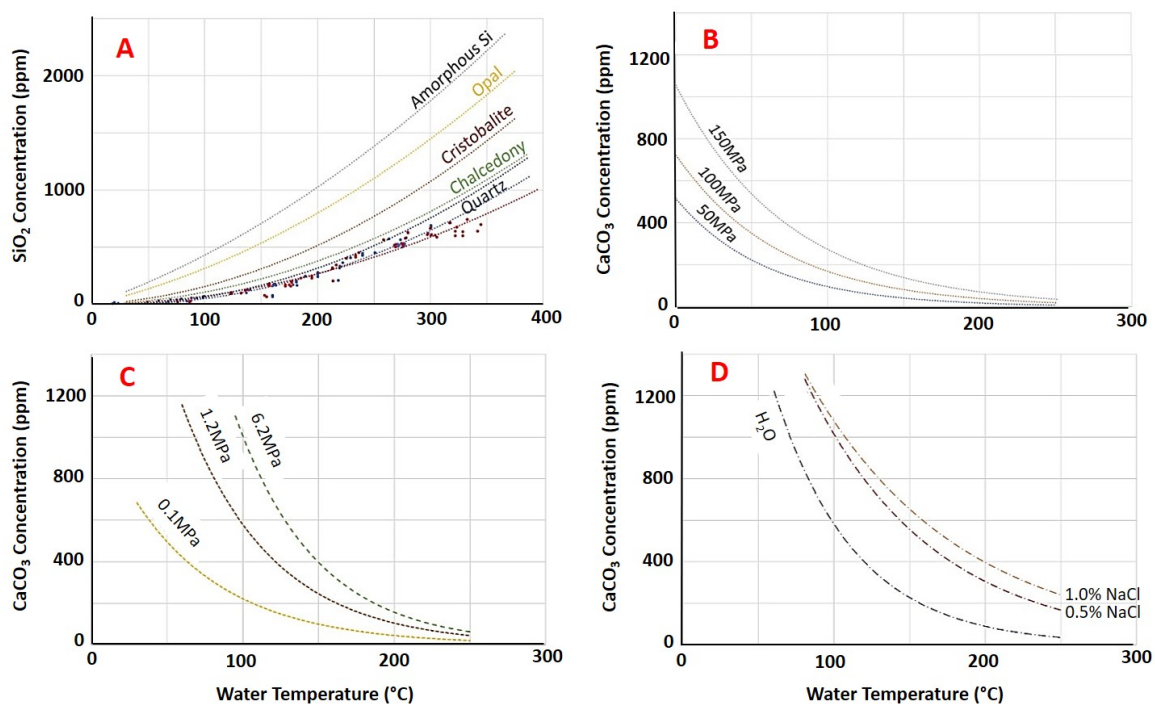 A
SiO2 Concentration (ppm)
2000
1000
0
0 100 200 300 400
Amorphous Si
Opal
Cristobalite
Chalcedony
Quartz
B
CaCO3 Concentration (ppm)
1200
800
400
0
0 100 200 300
150MPa
100MPa
50MPa
C
CaCO3 Concentration (ppm)
1200
800
400
0
0 100 200 300
0.1MPa
1.2MPa
6.2MPa
Water Temperature (°C)
D
CaCO3 Concentration (ppm)
1200
800
400
0
0 100 200 300
H2O
1.0% NaCl
0.5% NaCl
Water Temperature (°C)